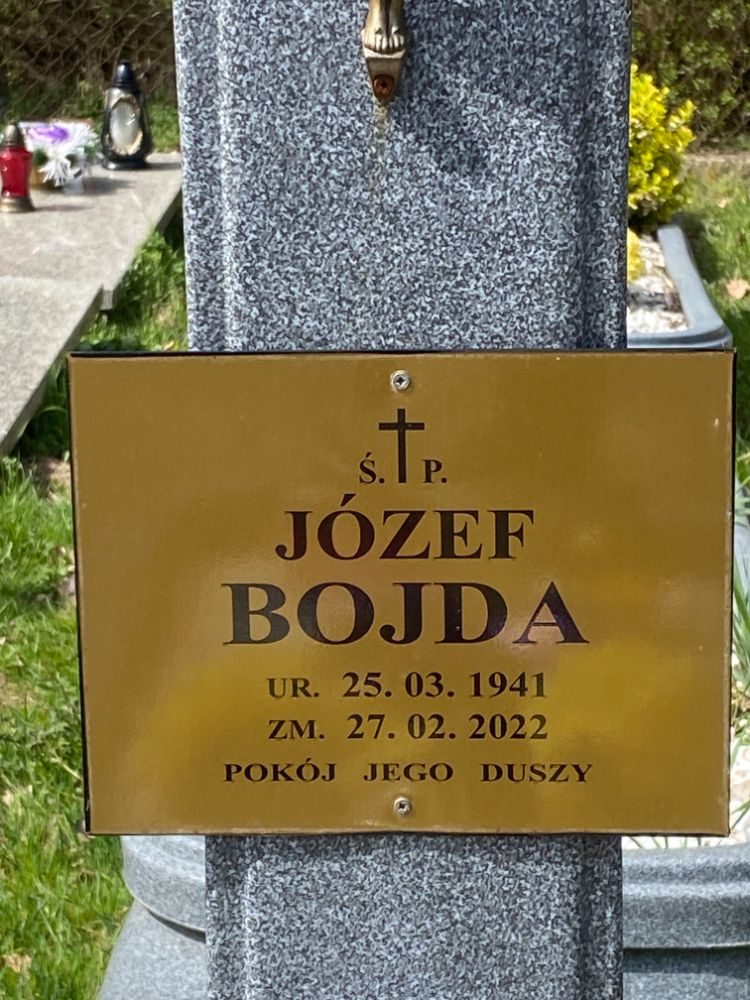 Ś. P.
JÓZEF
BOJDA
UR. 25. 03. 1941
ZM. 27. 02. 2022
POKÓJ JEGO DUSZY